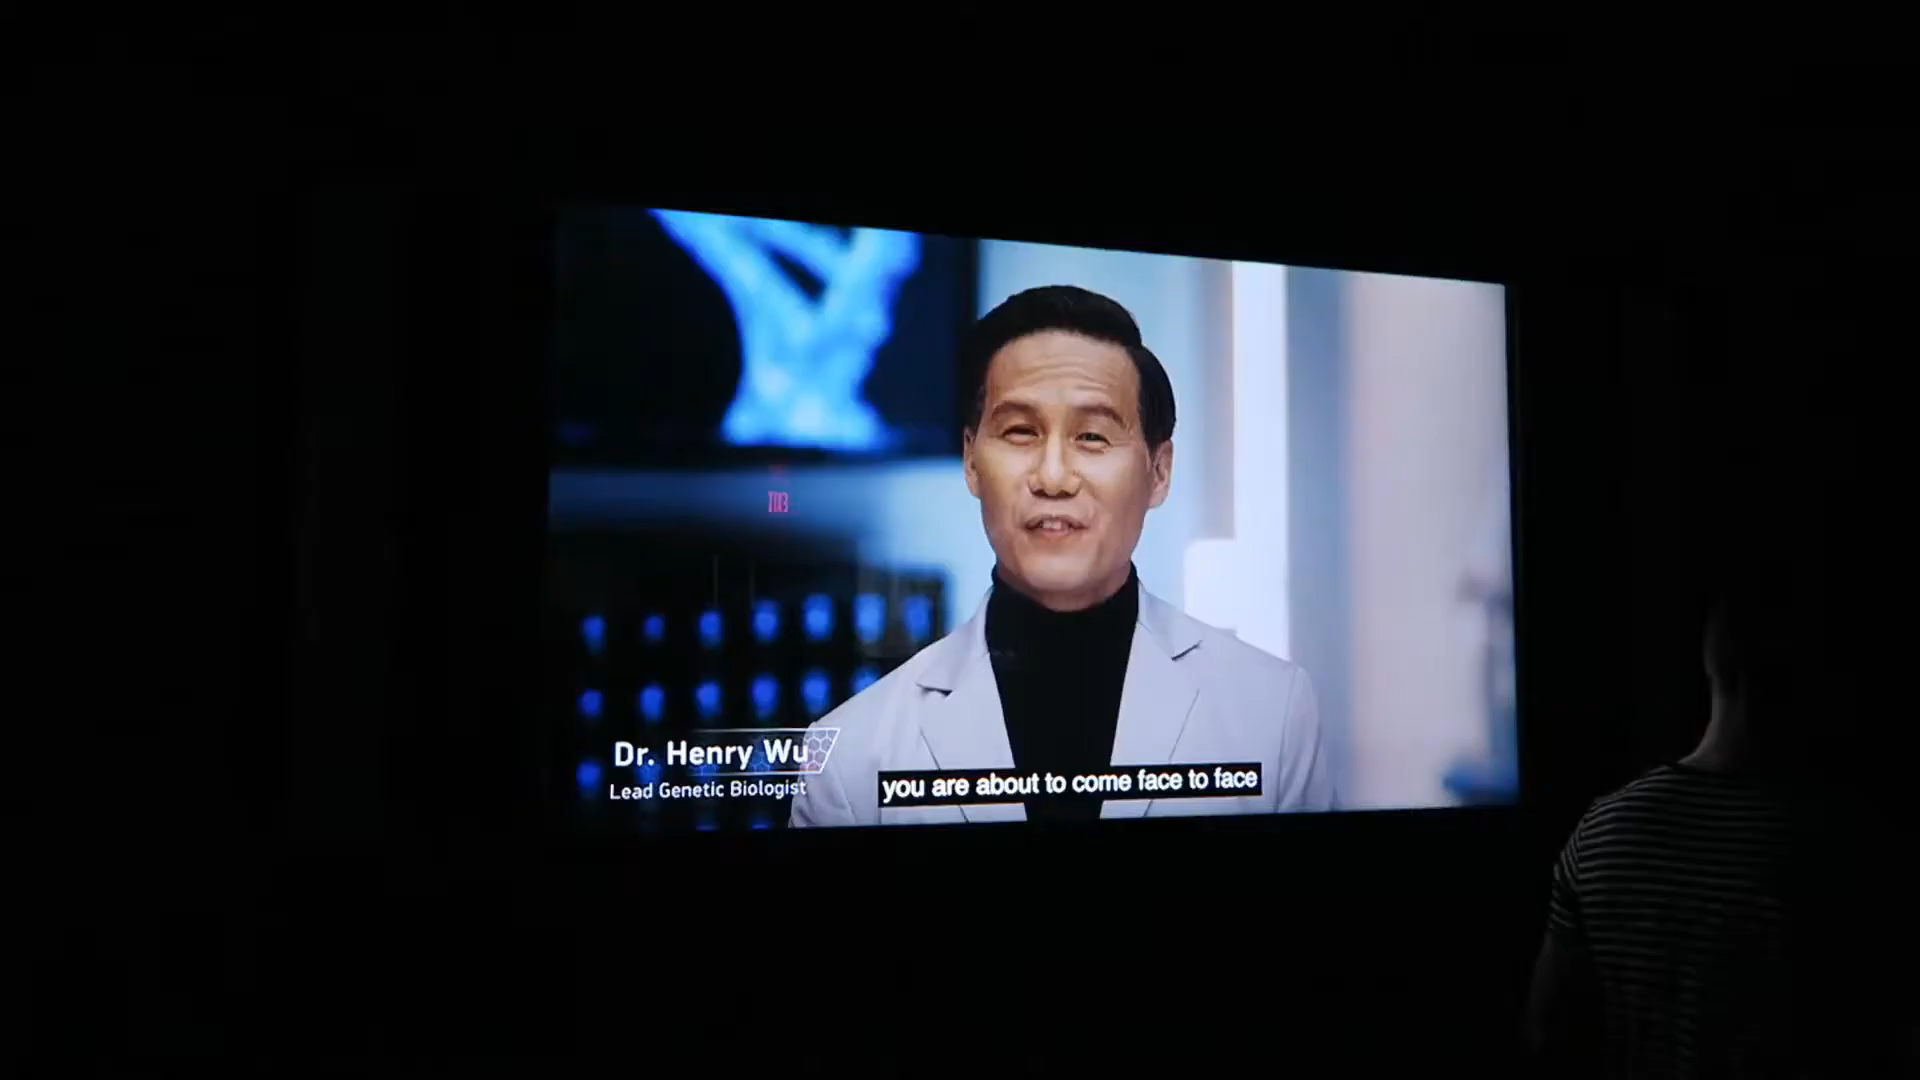 Dr. Henry Wu
Lead Genetic Biologist
you are about to come face to face